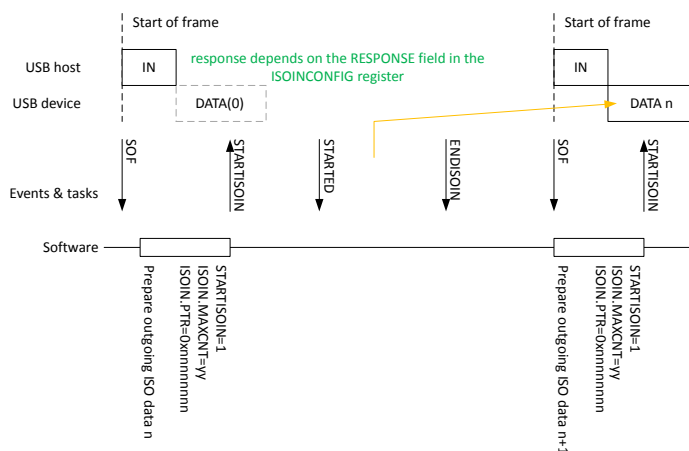 Start of frame
Start of frame
USB host
IN
response depends on the RESPONSE field in the
ISOINCONFIG register
IN
USB device
DATA(0)
DATA n
Events & tasks
SOF
STARTISOIN
STARTED
ENDISOIN
SOF
STARTISOIN
Software
STARTISOIN=1
ISOIN.MAXCNT=yy
ISOIN.PTR=0xnnnnnnnn
Prepare outgoing ISO data n
STARTISOIN=1
ISOIN.MAXCNT=yy
ISOIN.PTR=0xnnnnnnnn
Prepare outgoing ISO data n+1